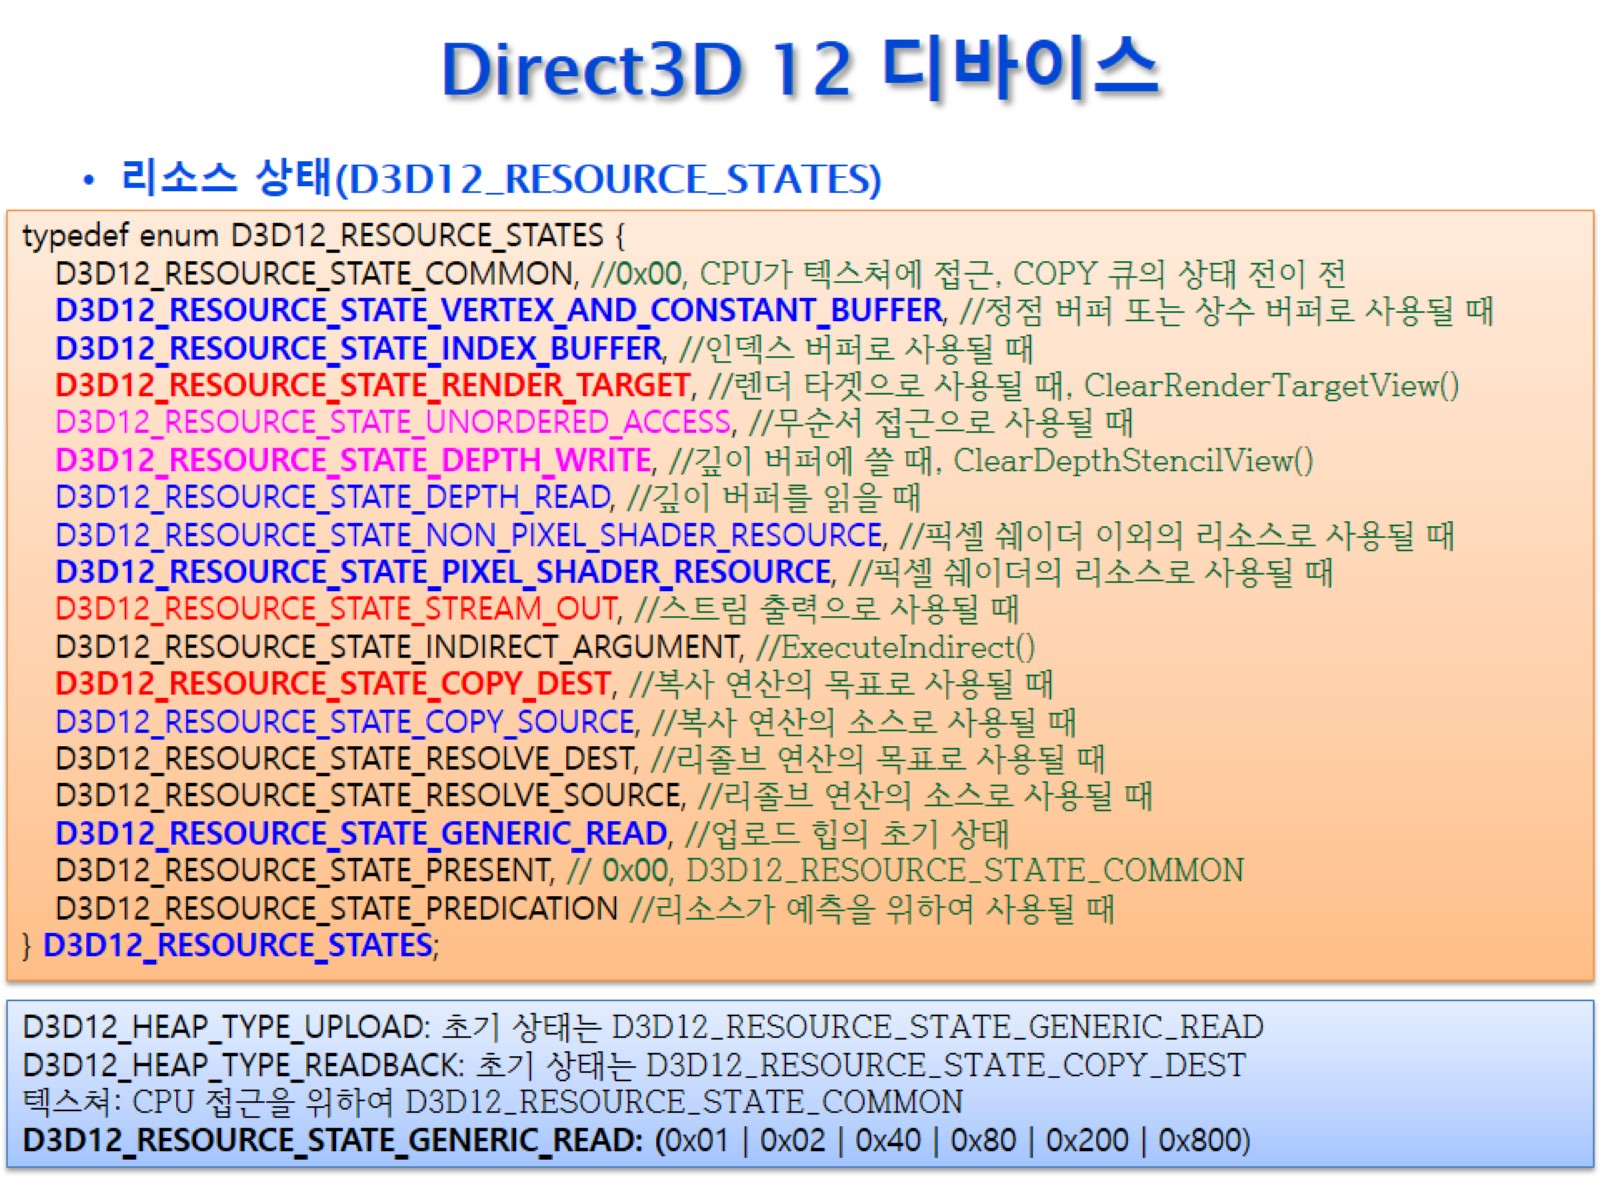 Direct3D 12 디바이스
• 리소스 상태(D3D12_RESOURCE_STATES)
typedef enum D3D12_RESOURCE_STATES {
D3D12_RESOURCE_STATE_COMMON, //0x00, CPU가 텍스쳐에 접근, COPY 큐의 상태 전이 전
D3D12_RESOURCE_STATE_VERTEX_AND_CONSTANT_BUFFER, //정점 버퍼 또는 상수 버퍼로 사용될 때
D3D12_RESOURCE_STATE_INDEX_BUFFER, //인덱스 버퍼로 사용될 때
D3D12_RESOURCE_STATE_RENDER_TARGET, //렌더 타겟으로 사용될 때, ClearRenderTargetView()
D3D12_RESOURCE_STATE_UNORDERED_ACCESS, //무순서 접근으로 사용될 때
D3D12_RESOURCE_STATE_DEPTH_WRITE, //깊이 버퍼에 쓸 때, ClearDepthStencilView()
D3D12_RESOURCE_STATE_DEPTH_READ, //깊이 버퍼를 읽을 때
D3D12_RESOURCE_STATE_NON_PIXEL_SHADER_RESOURCE, //픽셀 쉐이더 이외의 리소스로 사용될 때
D3D12_RESOURCE_STATE_PIXEL_SHADER_RESOURCE, //픽셀 쉐이더의 리소스로 사용될 때
D3D12_RESOURCE_STATE_STREAM_OUT, //스트림 출력으로 사용될 때
D3D12_RESOURCE_STATE_INDIRECT_ARGUMENT, //ExecuteIndirect()
D3D12_RESOURCE_STATE_COPY_DEST, //복사 연산의 목표로 사용될 때
D3D12_RESOURCE_STATE_COPY_SOURCE, //복사 연산의 소스로 사용될 때
D3D12_RESOURCE_STATE_RESOLVE_DEST, //리졸브 연산의 목표로 사용될 때
D3D12_RESOURCE_STATE_RESOLVE_SOURCE, //리졸브 연산의 소스로 사용될 때
D3D12_RESOURCE_STATE_GENERIC_READ, //업로드 힙의 초기 상태
D3D12_RESOURCE_STATE_PRESENT, // 0x00, D3D12_RESOURCE_STATE_COMMON
D3D12_RESOURCE_STATE_PREDICATION //리소스가 예측을 위하여 사용될 때
} D3D12_RESOURCE_STATES;
D3D12_HEAP_TYPE_UPLOAD: 초기 상태는 D3D12_RESOURCE_STATE_GENERIC_READ
D3D12_HEAP_TYPE_READBACK: 초기 상태는 D3D12_RESOURCE_STATE_COPY_DEST
텍스쳐: CPU 접근을 위하여 D3D12_RESOURCE_STATE_COMMON
D3D12_RESOURCE_STATE_GENERIC_READ: (0x01 | 0x02 | 0x40 | 0x80 | 0x200 | 0x800)